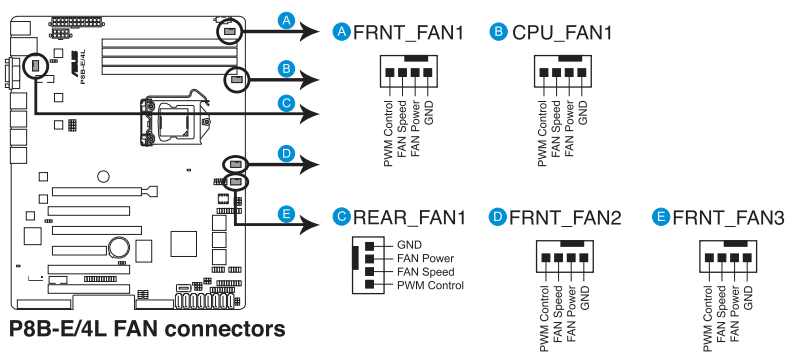 A
B
C
D
E
ASUS
P8B-E/4L
A FRNT_FAN1
PWM Control
FAN Speed
FAN Power
GND
B CPU_FAN1
PWM Control
FAN Speed
FAN Power
GND
C REAR_FAN1
GND
FAN Power
FAN Speed
PWM Control
D FRNT_FAN2
PWM Control
FAN Speed
FAN Power
GND
E FRNT_FAN3
PWM Control
FAN Speed
FAN Power
GND
P8B-E/4L FAN connectors